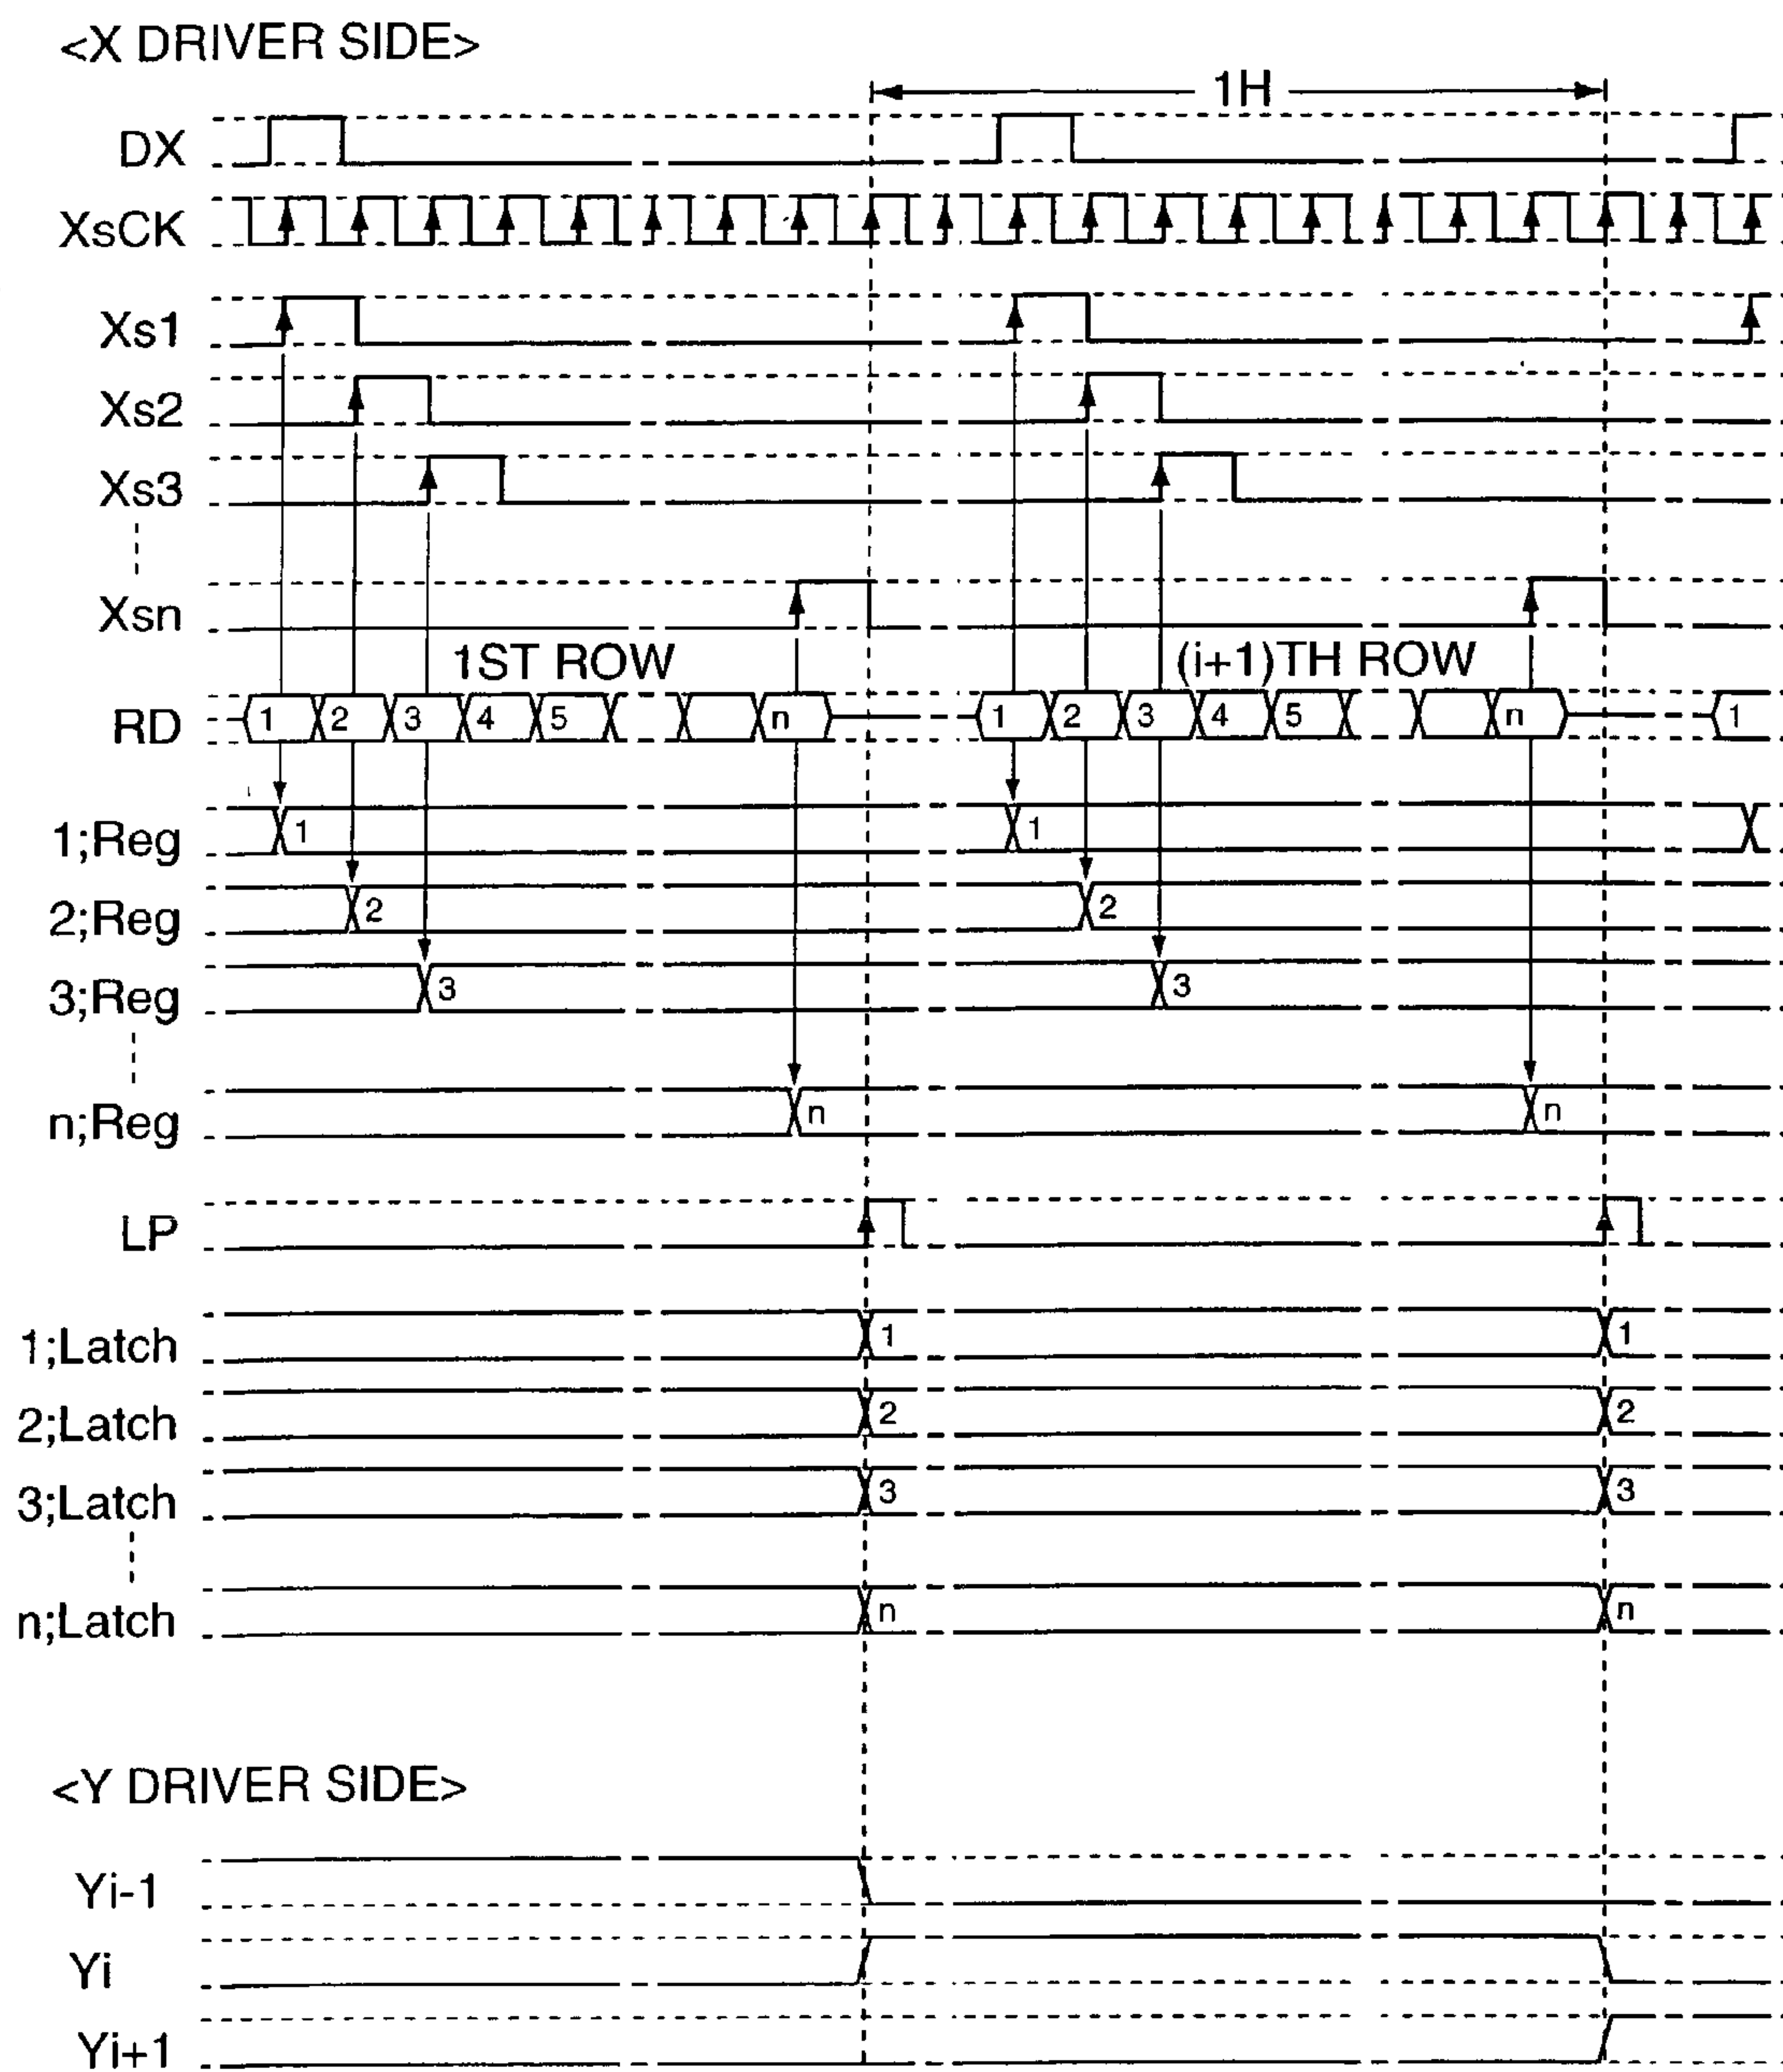 <X DRIVER SIDE>
1H
DX
XsCK
Xs1
Xs2
Xs3
Xsn
1ST ROW (i+1)TH ROW
RD 1 2 3 4 5 n 1 2 3 4 5 n 1
1;Reg 1 1
2;Reg 2 2
3;Reg 3 3
n;Reg n n
LP
1;Latch 1 1
2;Latch 2 2
3;Latch 3 3
n;Latch n n
<Y DRIVER SIDE>
Yi-1
Yi
Yi+1